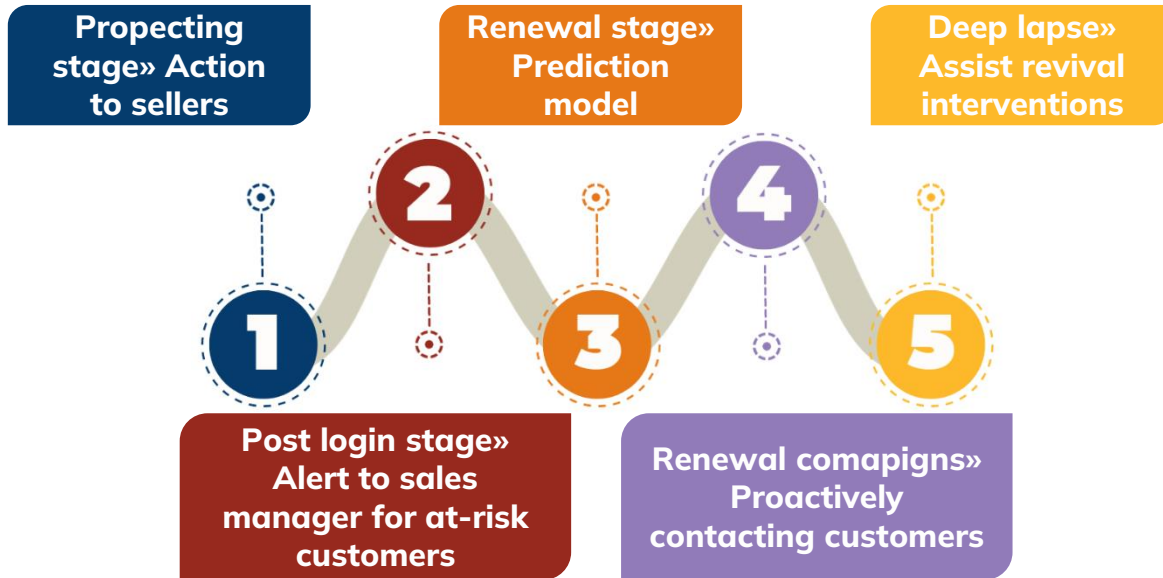 Propecting
stage» Action
to sellers
Renewal stage»
Prediction
model
Deep lapse»
Assist revival
interventions
2
4
1
3
5
Post login stage»
Alert to sales
manager for at-risk
customers
Renewal comapigns»
Proactively
contacting customers